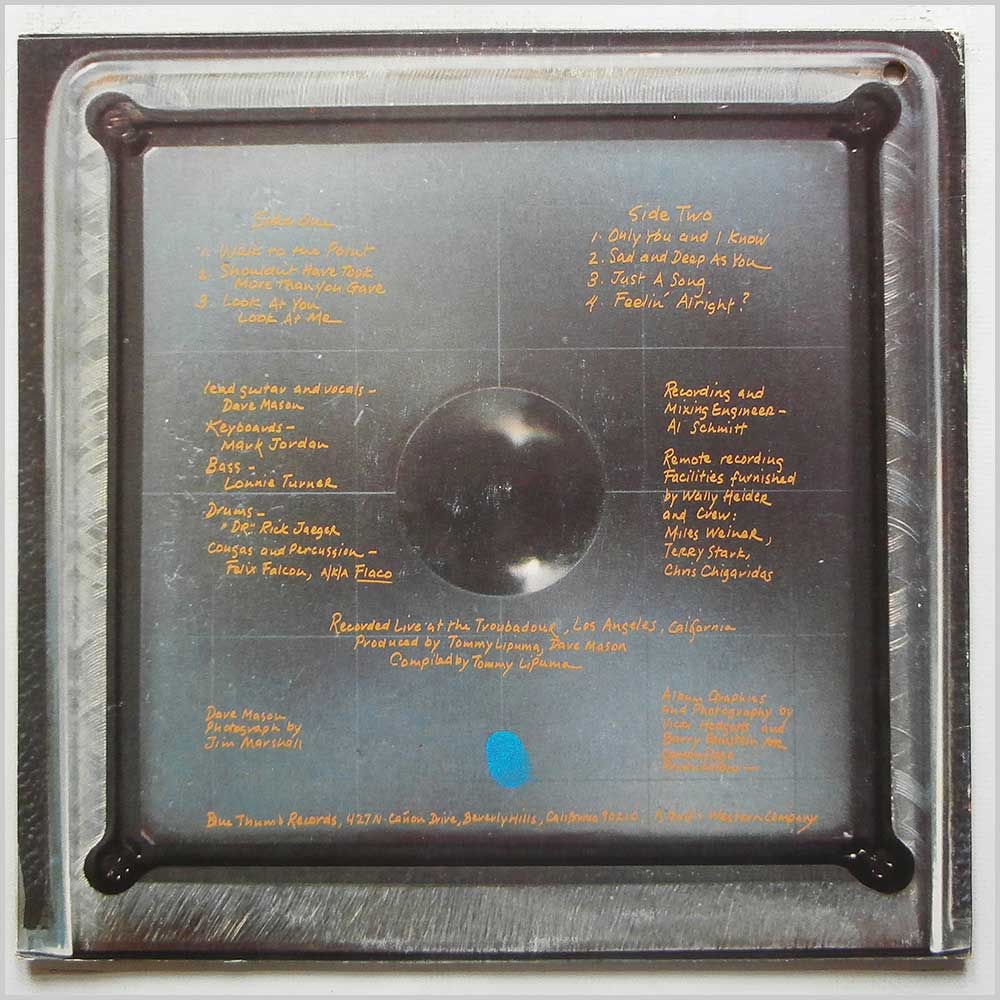 Side One
1. Walk to the Point
2. Shouldn't Have Took
More Than You Gave
3. Look At You
Look At Me
Side Two
1. Only You and I Know
2. Sad and Deep As You
3. Just A Song
4. Feelin' Alright?
lead guitar and vocals -
Dave Mason
Keyboards -
Mark Jordan
Bass -
Lonnie Turner
Drums -
"DR" Rick Jaeger
Congas and Percussion -
Felix Falcon, A/K/A Flaco
Recording and
Mixing Engineer -
Al Schmitt
Remote recording
Facilities furnished
by Wally Heider
and Crew:
Miles Weiner,
Terry Stark,
Chris Chigaridas
Recorded Live at the Troubadour, Los Angeles, California
Produced by Tommy Lipuma, Dave Mason
Compiled by Tommy Lipuma
Dave Mason
Photograph by
Jim Marshall
Album Graphics
and Photography by
and
Barry Feinstein
Blue Thumb Records, 427 N. Cañon Drive, Beverly Hills, California 90210, Western Company